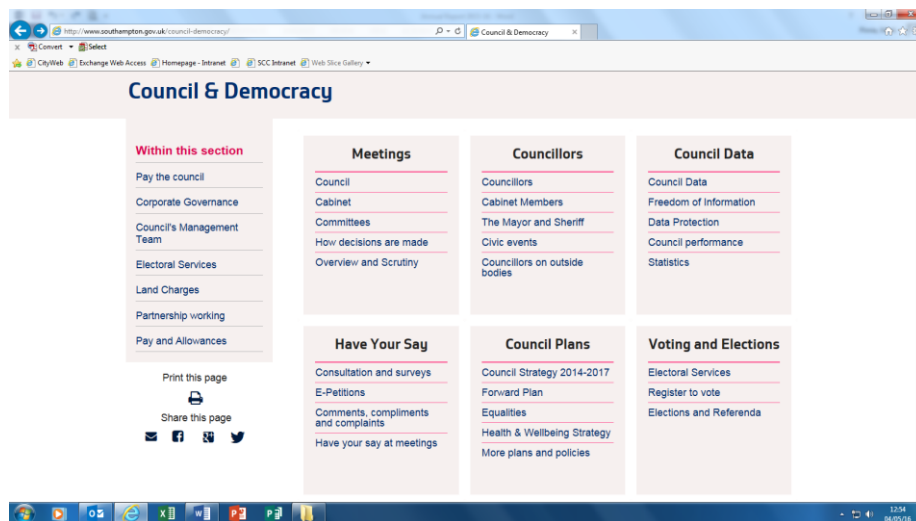 http://www.southampton.gov.uk/council-democracy/
Council & Democracy
Convert
Select
CityWeb
Exchange Web Access
Homepage - Intranet
SCC Intranet
Web Slice Gallery
Council & Democracy
Within this section
Pay the council
Corporate Governance
Council's Management
Team
Electoral Services
Land Charges
Partnership working
Pay and Allowances
Print this page
Share this page
Meetings
Council
Cabinet
Committees
How decisions are made
Overview and Scrutiny
Councillors
Councillors
Cabinet Members
The Mayor and Sheriff
Civic events
Councillors on outside
bodies
Council Data
Council Data
Freedom of Information
Data Protection
Council performance
Statistics
Have Your Say
Consultation and surveys
E-Petitions
Comments, compliments
and complaints
Have your say at meetings
Council Plans
Council Strategy 2014-2017
Forward Plan
Equalities
Health & Wellbeing Strategy
More plans and policies
Voting and Elections
Electoral Services
Register to vote
Elections and Referenda
12:54
04/05/16